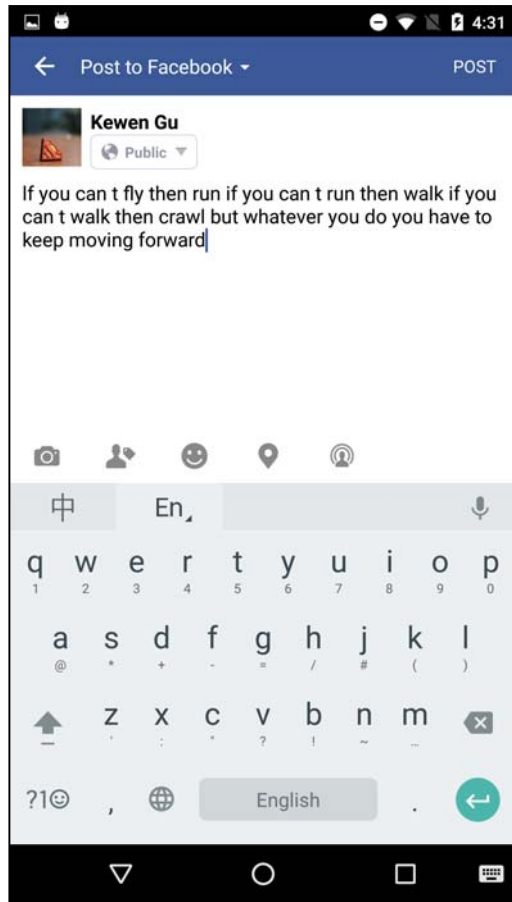 4:31
Post to Facebook
POST
Kewen Gu
Public
If you can t fly then run if you can t run then walk if you
can t walk then crawl but whatever you do you have to
keep moving forward
中 En
q w e r t y u i o p
1 2 3 4 5 6 7 8 9 0
a s d f g h j k l
@ * + - = / # ( )
z x c v b n m
' : " ? ! ~ …
?1☺ , English .